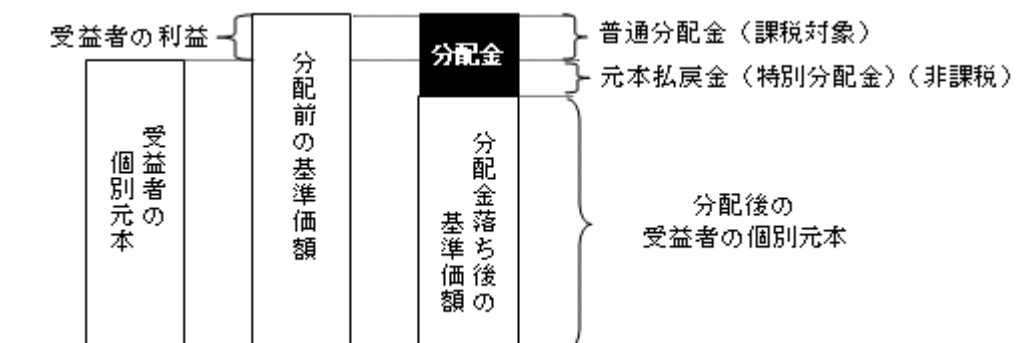 受益者の利益
受益者の
個別元本
分配前の基準価額
分配金
分配金落ち後の
基準価額
普通分配金（課税対象）
元本払戻金（特別分配金）（非課税）
分配後の
受益者の個別元本